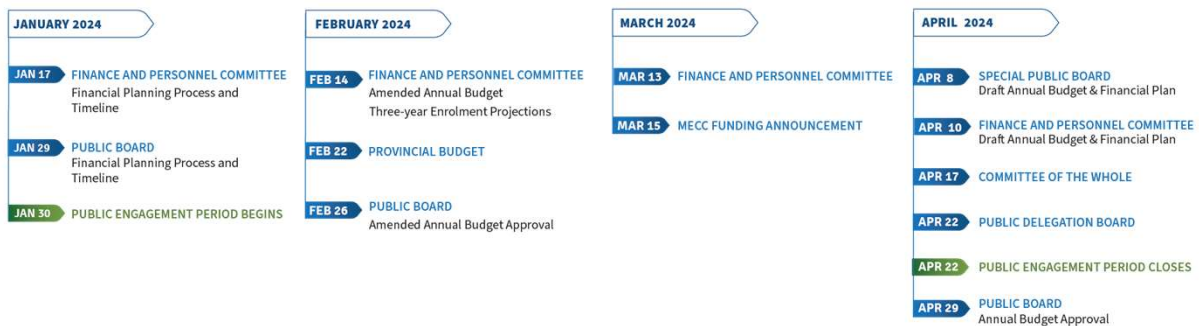 JANUARY 2024
JAN 17
FINANCE AND PERSONNEL COMMITTEE
Financial Planning Process and
Timeline
JAN 29
PUBLIC BOARD
Financial Planning Process and
Timeline
JAN 30
PUBLIC ENGAGEMENT PERIOD BEGINS
FEBRUARY 2024
FEB 14
FINANCE AND PERSONNEL COMMITTEE
Amended Annual Budget
Three-year Enrolment Projections
FEB 22
PROVINCIAL BUDGET
FEB 26
PUBLIC BOARD
Amended Annual Budget Approval
MARCH 2024
MAR 13
FINANCE AND PERSONNEL COMMITTEE
MAR 15
MECC FUNDING ANNOUNCEMENT
APRIL 2024
APR 8
SPECIAL PUBLIC BOARD
Draft Annual Budget & Financial Plan
APR 10
FINANCE AND PERSONNEL COMMITTEE
Draft Annual Budget & Financial Plan
APR 17
COMMITTEE OF THE WHOLE
APR 22
PUBLIC DELEGATION BOARD
APR 22
PUBLIC ENGAGEMENT PERIOD CLOSES
APR 29
PUBLIC BOARD
Annual Budget Approval